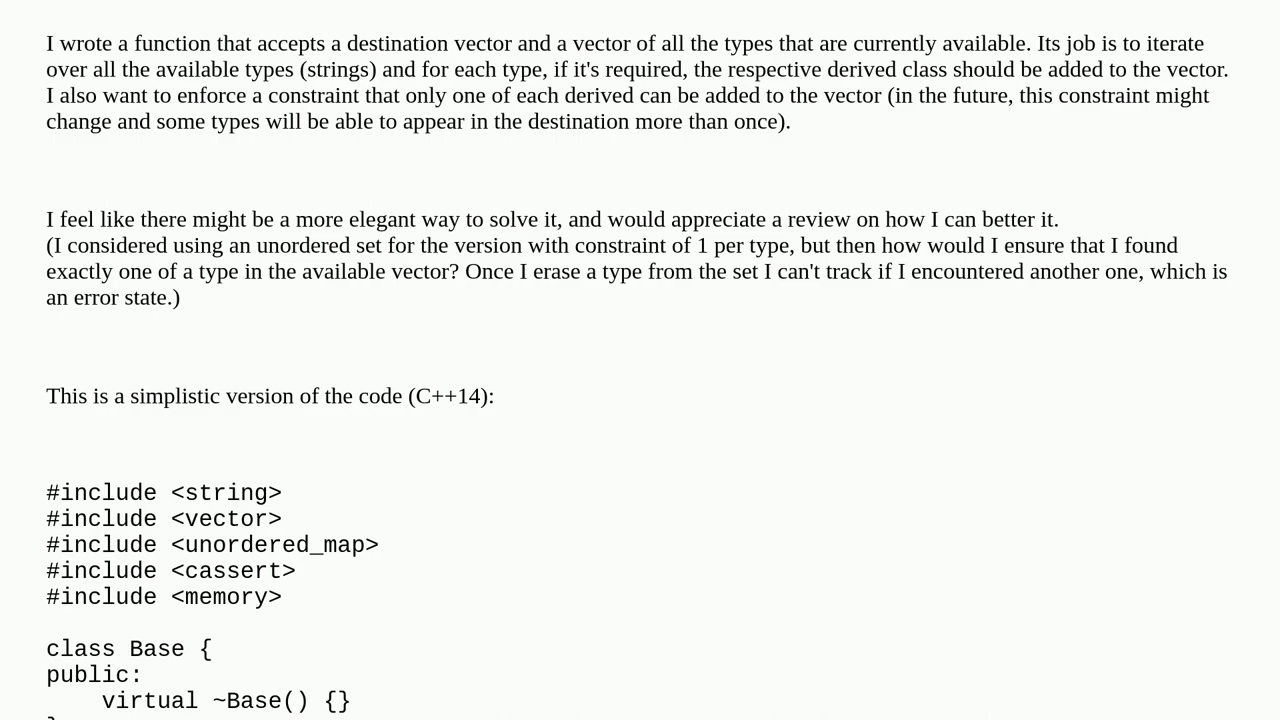 I wrote a function that accepts a destination vector and a vector of all the types that are currently available. Its job is to iterate
over all the available types (strings) and for each type, if it's required, the respective derived class should be added to the vector.
I also want to enforce a constraint that only one of each derived can be added to the vector (in the future, this constraint might
change and some types will be able to appear in the destination more than once).
I feel like there might be a more elegant way to solve it, and would appreciate a review on how I can better it.
(I considered using an unordered set for the version with constraint of 1 per type, but then how would I ensure that I found
exactly one of a type in the available vector? Once I erase a type from the set I can't track if I encountered another one, which is
an error state.)
This is a simplistic version of the code (C++14):
#include <string>
#include <vector>
#include <unordered_map>
#include <cassert>
#include <memory>
class Base {
public:
    virtual ~Base() {}